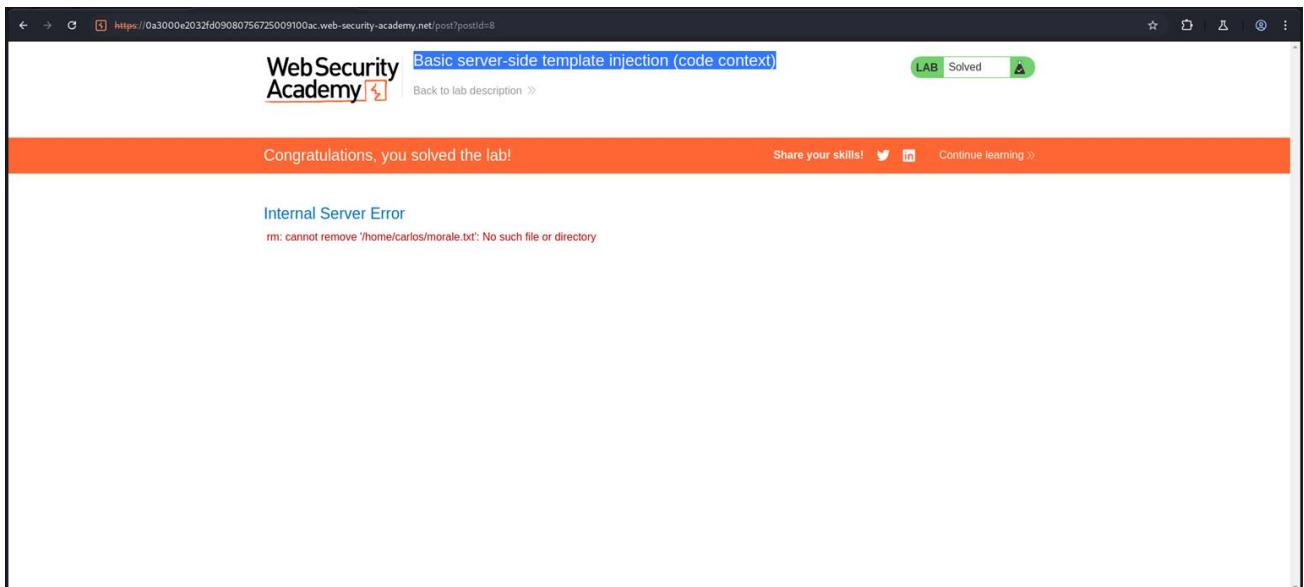 https://0a3000e2032fd09080756725009100ac.web-security-academy.net/post?postId=8
Web Security
Academy
Basic server-side template injection (code context)
Back to lab description
LAB Solved
Congratulations, you solved the lab!
Share your skills! in Continue learning
Internal Server Error
rm: cannot remove '/home/carlos/morale.txt': No such file or directory